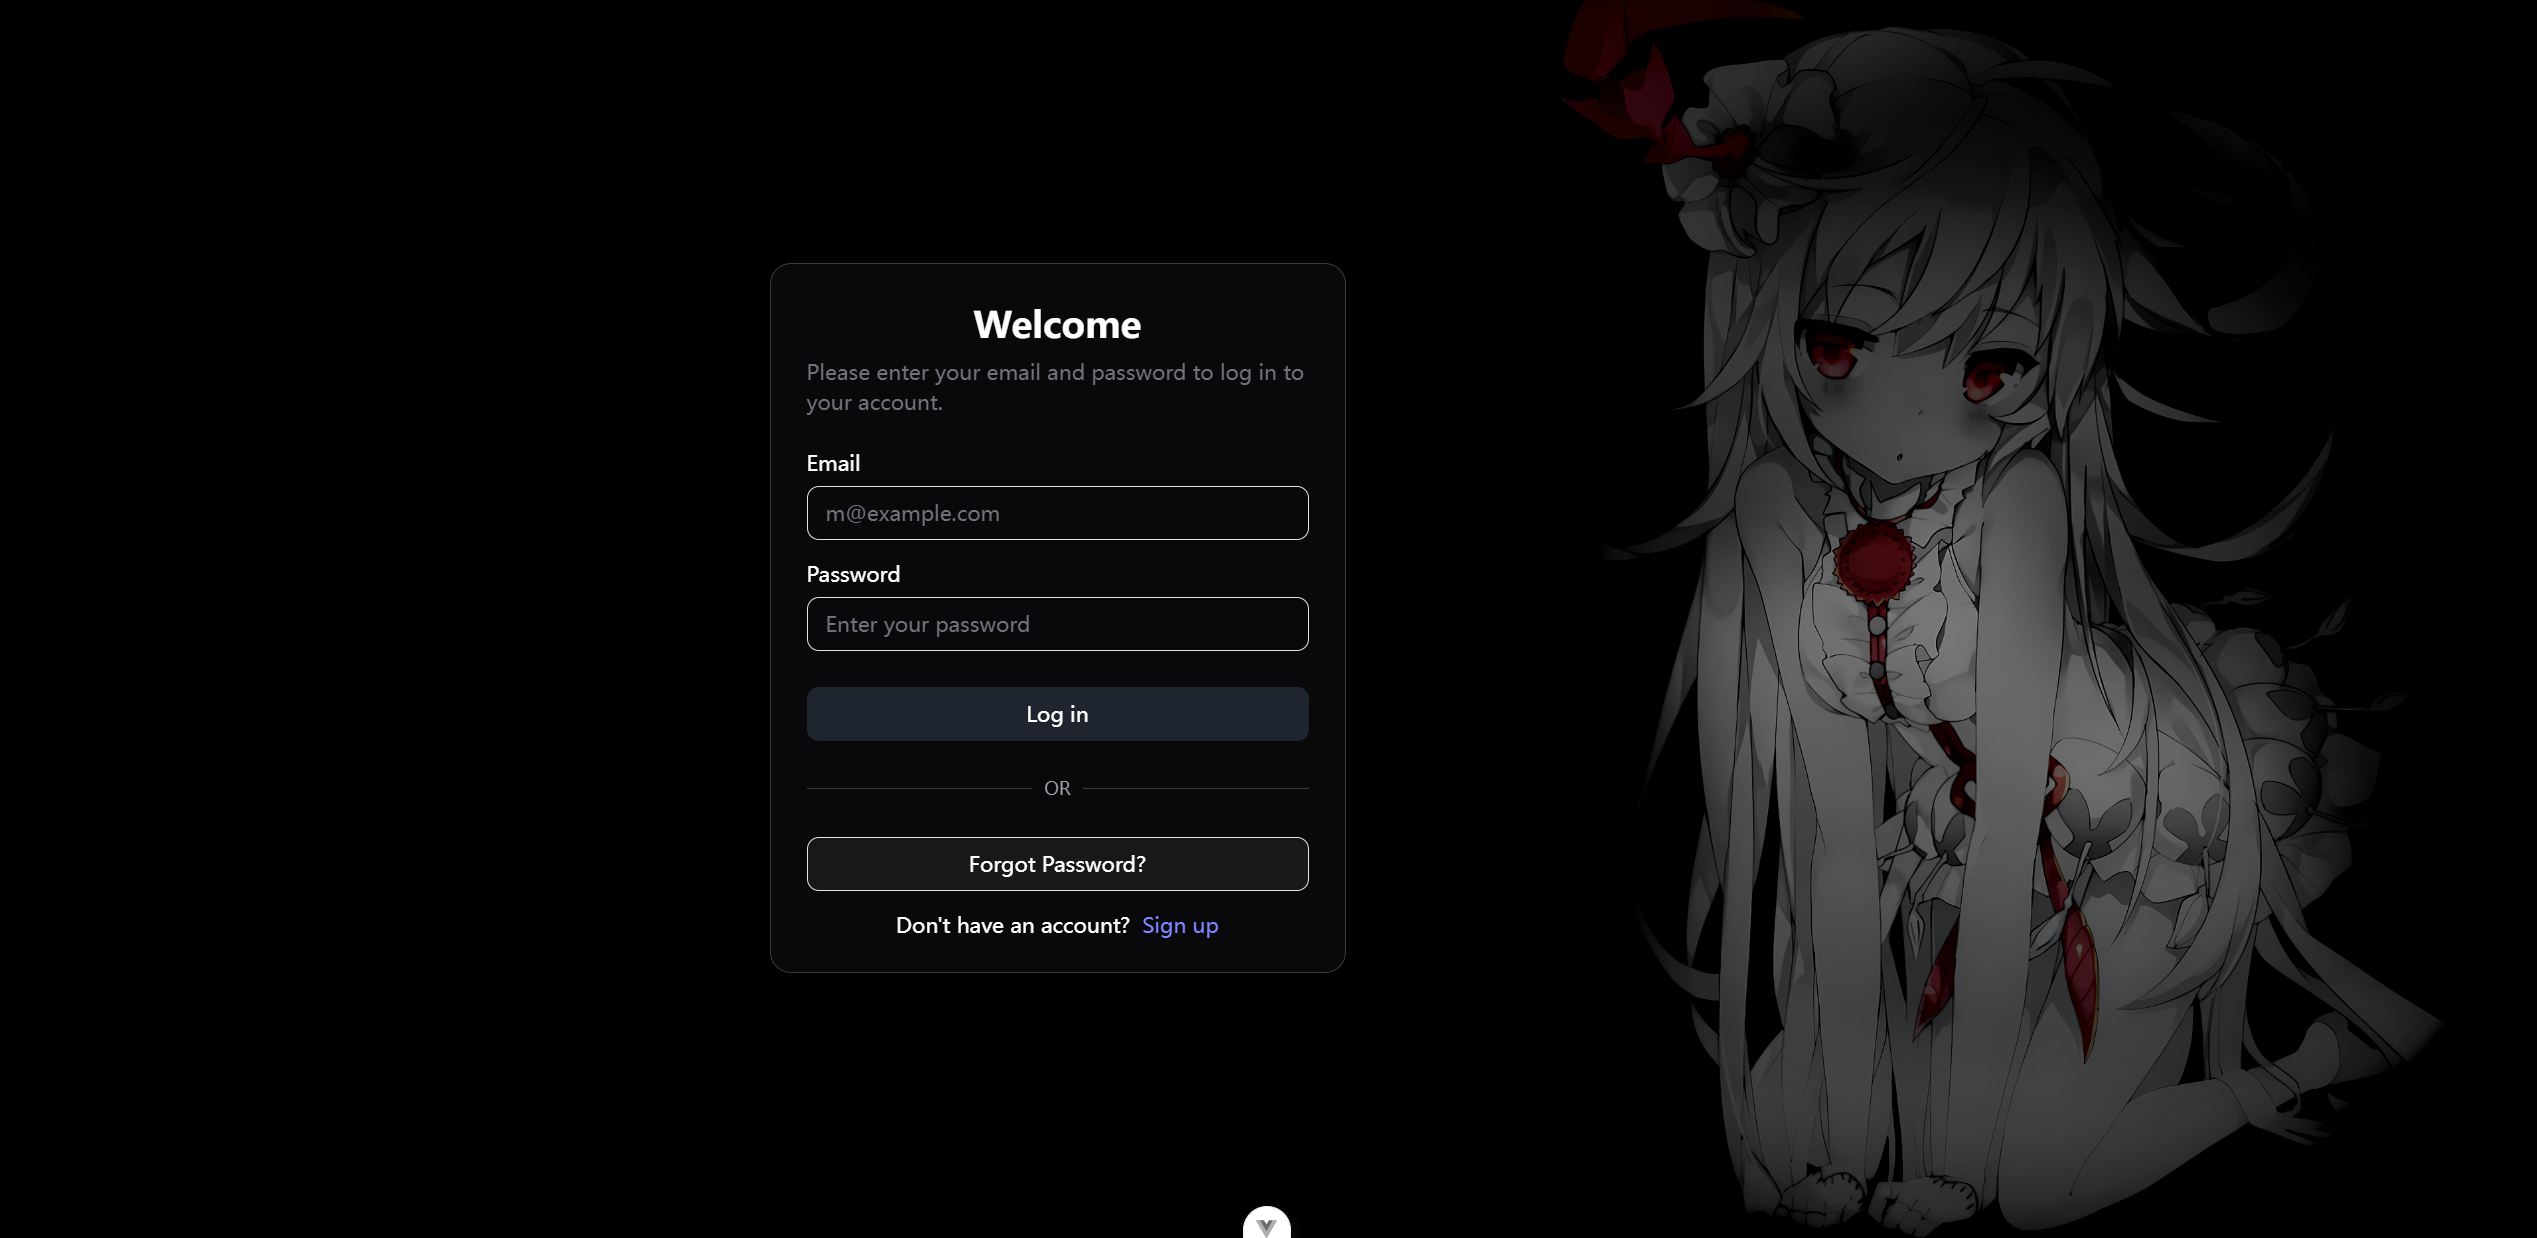 Welcome
Please enter your email and password to log in to
your account.
Email
m@example.com
Password
Enter your password
Log in
OR
Forgot Password?
Don't have an account? Sign up